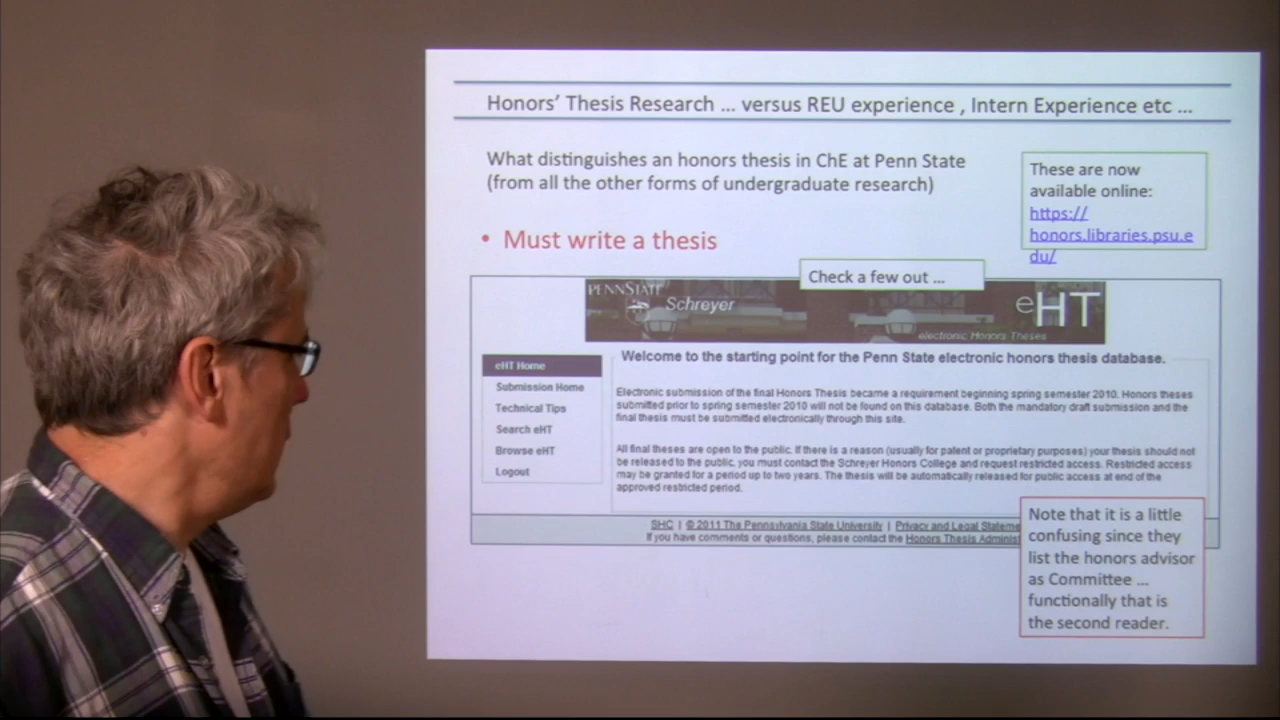 Honors’ Thesis Research ... versus REU experience , Intern Experience etc ...
What distinguishes an honors thesis in ChE at Penn State
(from all the other forms of undergraduate research)
These are now
available online:
https://
honors.libraries.psu.e
du/
• Must write a thesis
Check a few out ...
PENNSTATE
Schreyer
eHT
electronic Honors Theses
eHT Home
Submission Home
Technical Tips
Search eHT
Browse eHT
Logout
Welcome to the starting point for the Penn State electronic honors thesis database.
Electronic submission of the final Honors Thesis became a requirement beginning spring semester 2010. Honors theses
submitted prior to spring semester 2010 will not be found on this database. Both the mandatory draft submission and the
final thesis must be submitted electronically through this site.
All final theses are open to the public. If there is a reason (usually for patent or proprietary purposes) your thesis should not
be released to the public, you must contact the Schreyer Honors College and request restricted access. Restricted access
may be granted for a period up to two years. The thesis will be automatically released for public access at end of the
approved restricted period.
SHC | © 2011 The Pennsylvania State University | Privacy and Legal Stateme
If you have comments or questions, please contact the Honors Thesis Adminis
Note that it is a little
confusing since they
list the honors advisor
as Committee ...
functionally that is
the second reader.